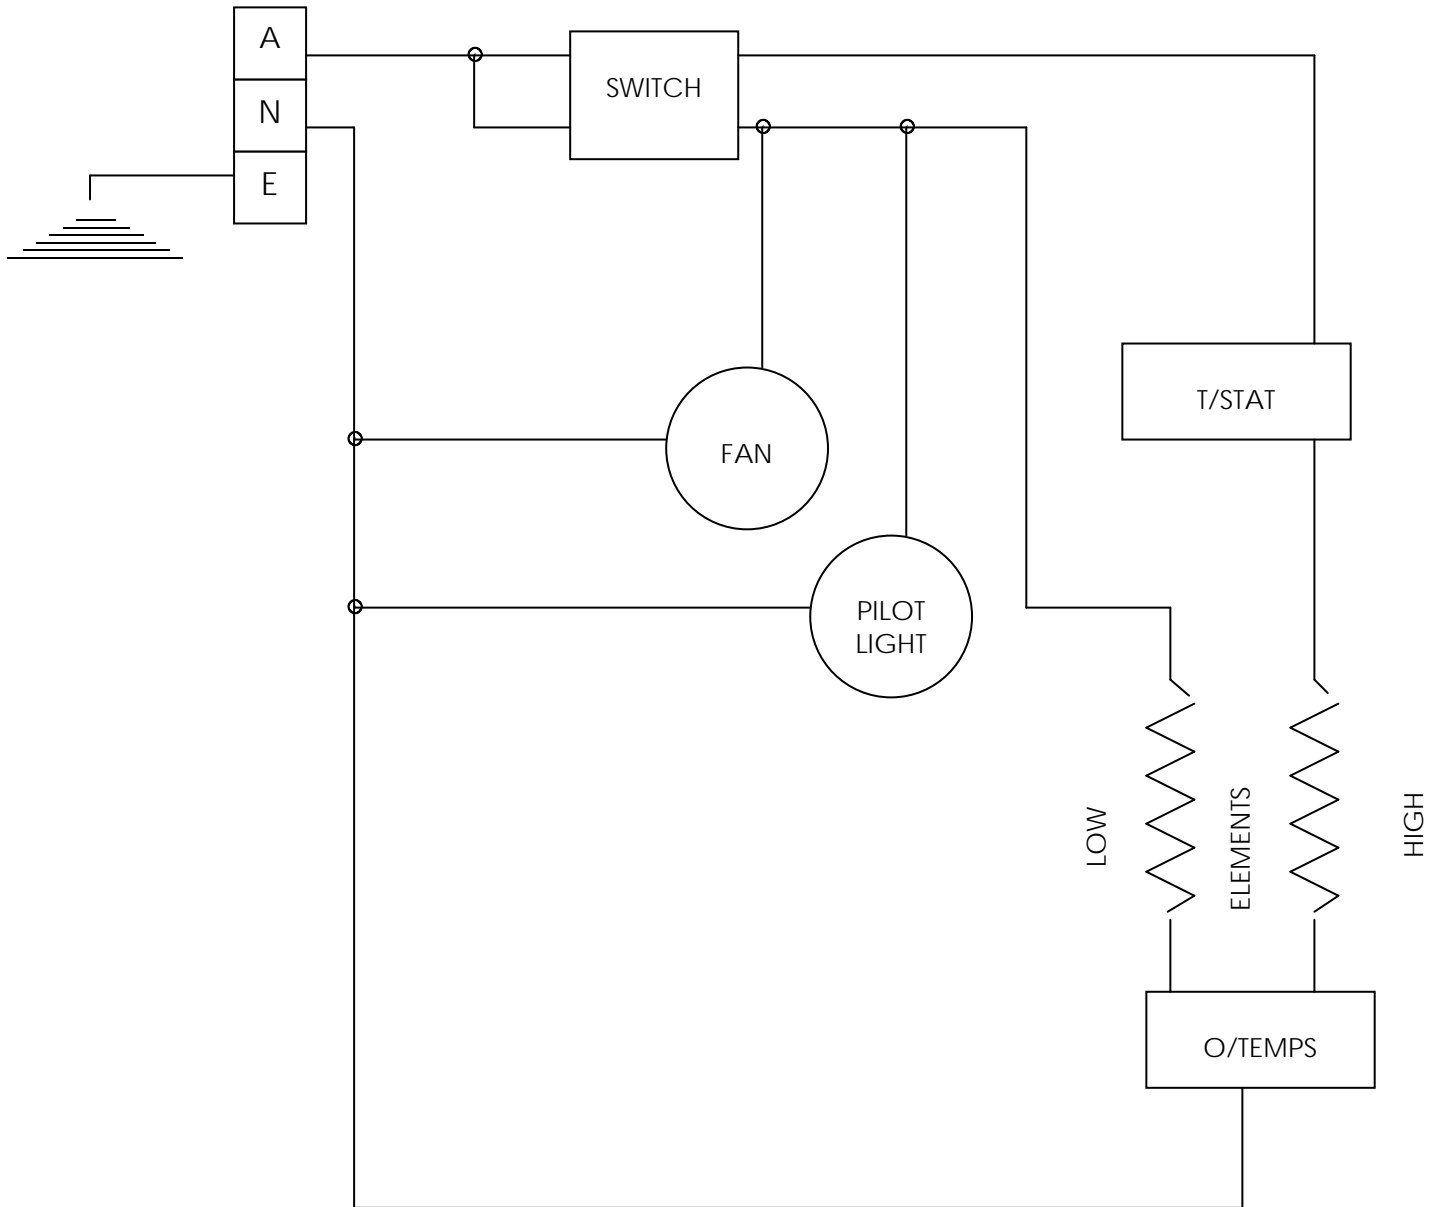 A
N
E
SWITCH
T/STAT
FAN
PILOT
LIGHT
LOW
ELEMENTS
HIGH
O/TEMPS